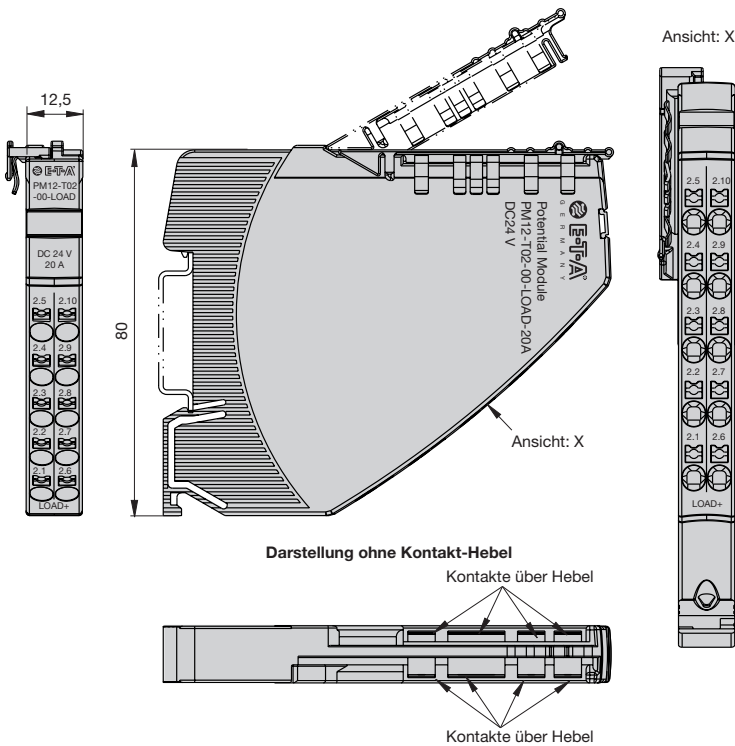 Ansicht: X
12,5
E-T-A
PM12-T02
-00-LOAD
DC 24 V
20 A
2.5 2.10
2.4 2.9
2.3 2.8
2.2 2.7
2.1 2.6
LOAD+
80
E-T-A
GERMANY
Potential Module
PM12-T02-00-LOAD-20A
DC24 V
Ansicht: X
2.5 2.10
2.4 2.9
2.3 2.8
2.2 2.7
2.1 2.6
LOAD+
Darstellung ohne Kontakt-Hebel
Kontakte über Hebel
Kontakte über Hebel